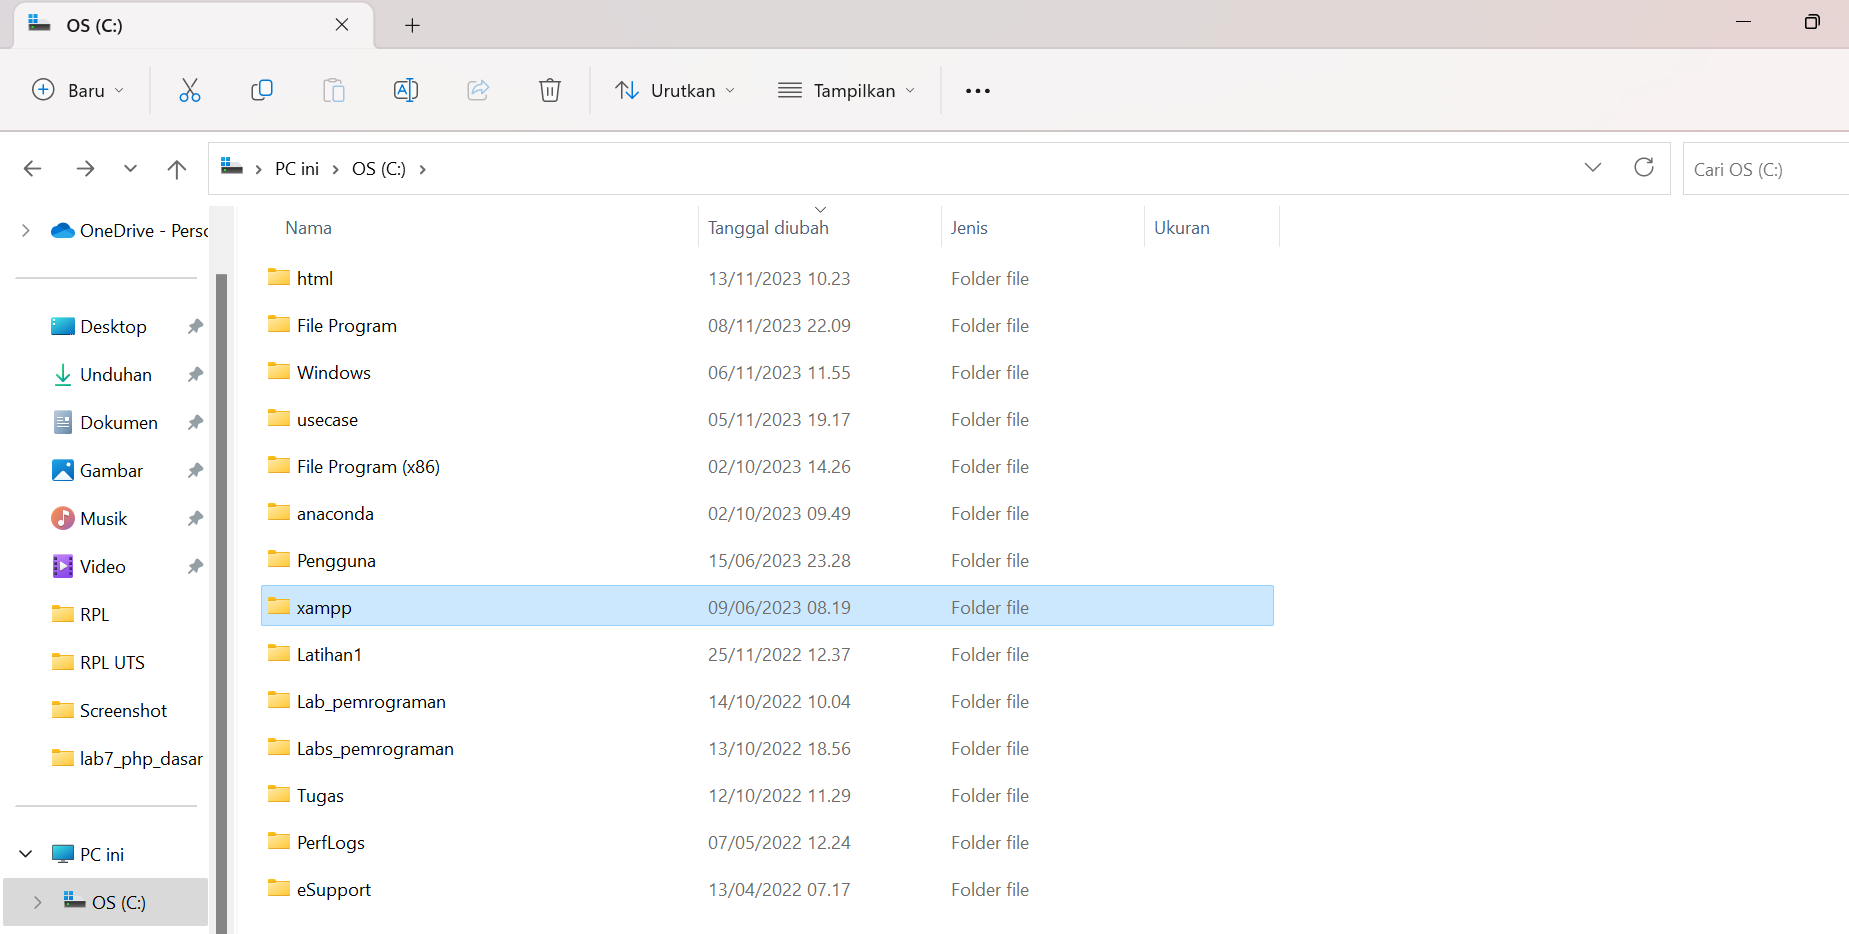 OS (C:)
Baru
Urutkan
Tampilkan
PC ini
OS (C:)
Cari OS (C:)
OneDrive - Perso
Desktop
Unduhan
Dokumen
Gambar
Musik
Video
RPL
RPL UTS
Screenshot
lab7_php_dasar
PC ini
OS (C:)
Nama Tanggal diubah Jenis Ukuran
html 13/11/2023 10.23 Folder file
File Program 08/11/2023 22.09 Folder file
Windows 06/11/2023 11.55 Folder file
usecase 05/11/2023 19.17 Folder file
File Program (x86) 02/10/2023 14.26 Folder file
anaconda 02/10/2023 09.49 Folder file
Pengguna 15/06/2023 23.28 Folder file
xampp 09/06/2023 08.19 Folder file
Latihan1 25/11/2022 12.37 Folder file
Lab_pemrograman 14/10/2022 10.04 Folder file
Labs_pemrograman 13/10/2022 18.56 Folder file
Tugas 12/10/2022 11.29 Folder file
PerfLogs 07/05/2022 12.24 Folder file
eSupport 13/04/2022 07.17 Folder file